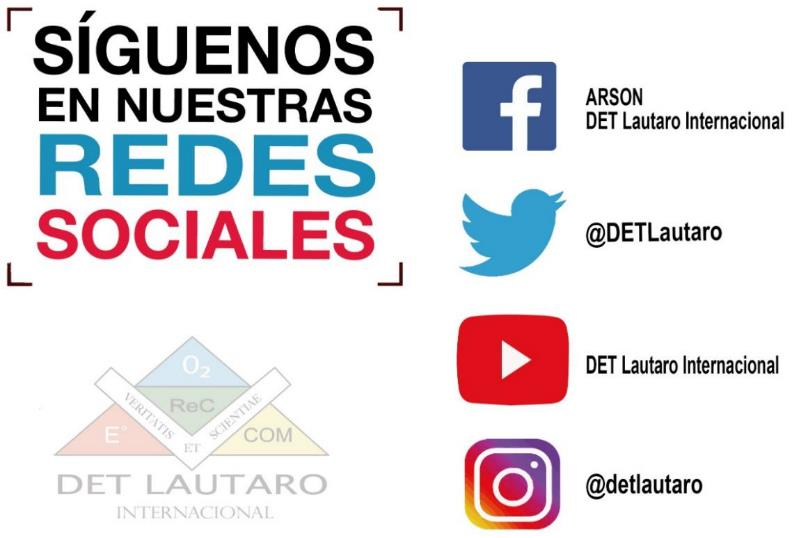 SÍGUENOS
EN NUESTRAS
REDES
SOCIALES
ARSON
DET Lautaro Internacional
@DETLautaro
DET Lautaro Internacional
@detlautaro
O2
ReC
E°
COM
VERITATIS
ET
SCIENTIAE
DET LAUTARO
INTERNACIONAL